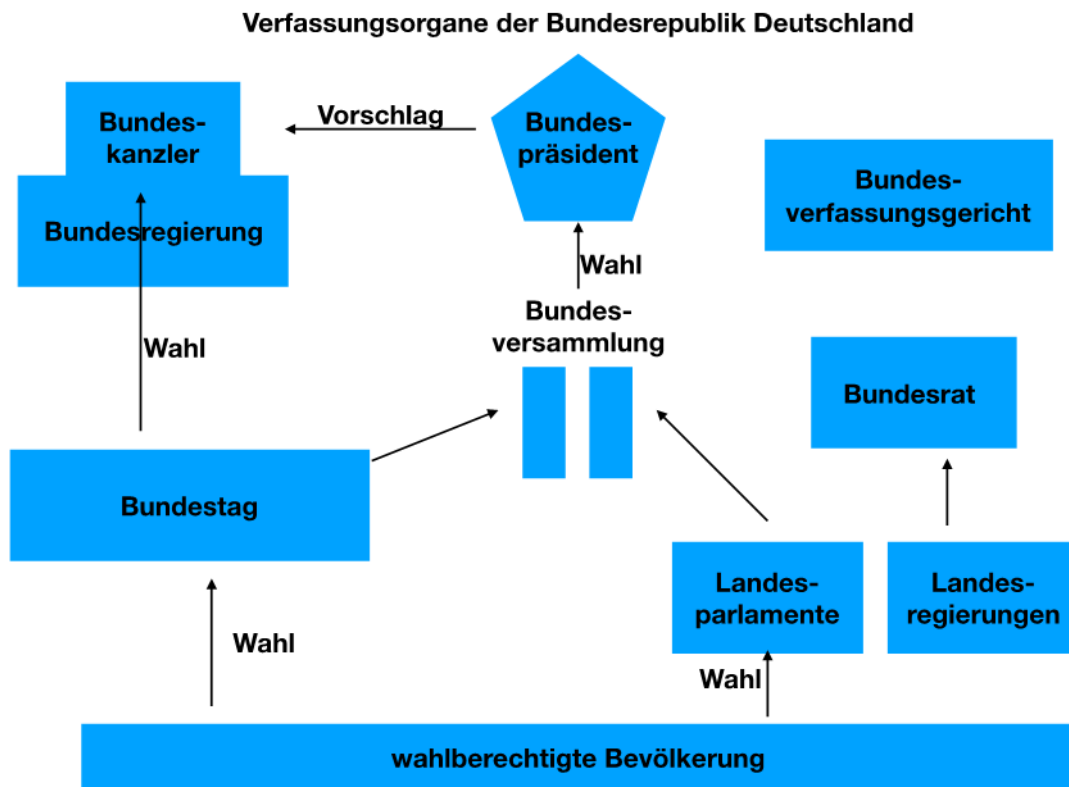 Verfassungsorgane der Bundesrepublik Deutschland
Bundes-
kanzler
Vorschlag
Bundes-
präsident
Bundes-
verfassungsgericht
Bundesregierung
Wahl
Bundes-
versammlung
Wahl
Bundesrat
Bundestag
Landes-
parlamente
Landes-
regierungen
Wahl
Wahl
wahlberechtigte Bevölkerung